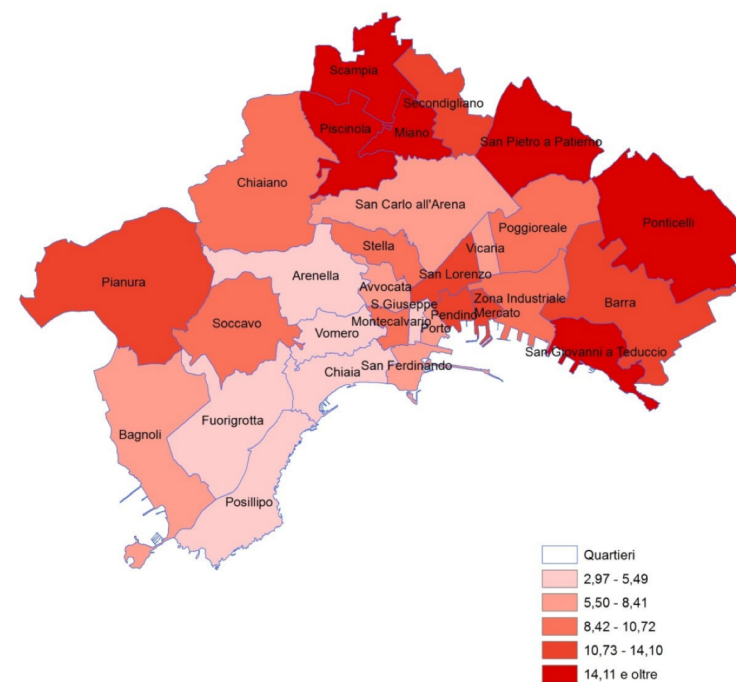 Scampia
Secondigliano
Piscinola
Miano
San Pietro a Patierno
Chiaiano
San Carlo all'Arena
Poggioreale
Ponticelli
Stella
Vicaria
Pianura
Arenella
San Lorenzo
Avvocata
Zona Industriale
Barra
S.Giuseppe
Soccavo
Montecalvario
Pendino
Mercato
Porto
Vomero
San Giovanni a Teduccio
Chiaia
San Ferdinando
Fuorigrotta
Bagnoli
Posillipo
Quartieri
2,97 - 5,49
5,50 - 8,41
8,42 - 10,72
10,73 - 14,10
14,11 e oltre